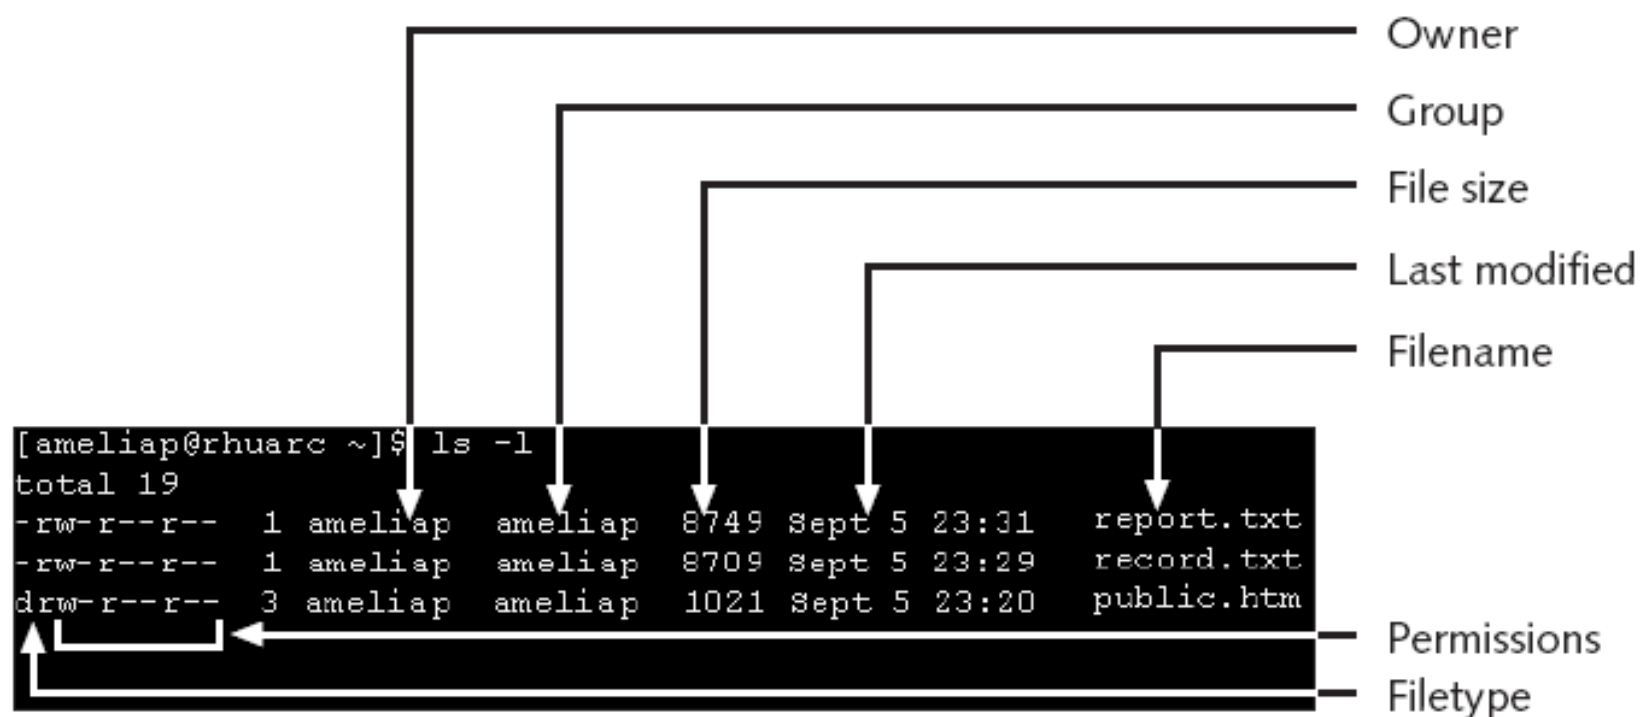 Owner
Group
File size
Last modified
Filename
[ameliap@rhuarc ~]$ ls -l
total 19
-rw-r--r-- 1 ameliap ameliap 8749 Sept 5 23:31 report.txt
-rw-r--r-- 1 ameliap ameliap 8709 Sept 5 23:29 record.txt
drw-r--r-- 3 ameliap ameliap 1021 Sept 5 23:20 public.htm
Permissions
Filetype